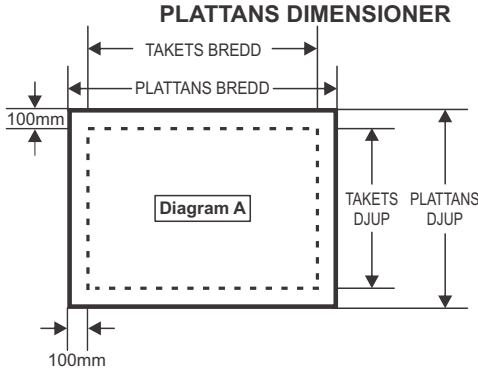 PLATTANS DIMENSIONER
TAKETS BREDD
PLATTANS BREDD
100mm
Diagram A
TAKETS
DJUP
PLATTANS
DJUP
100mm